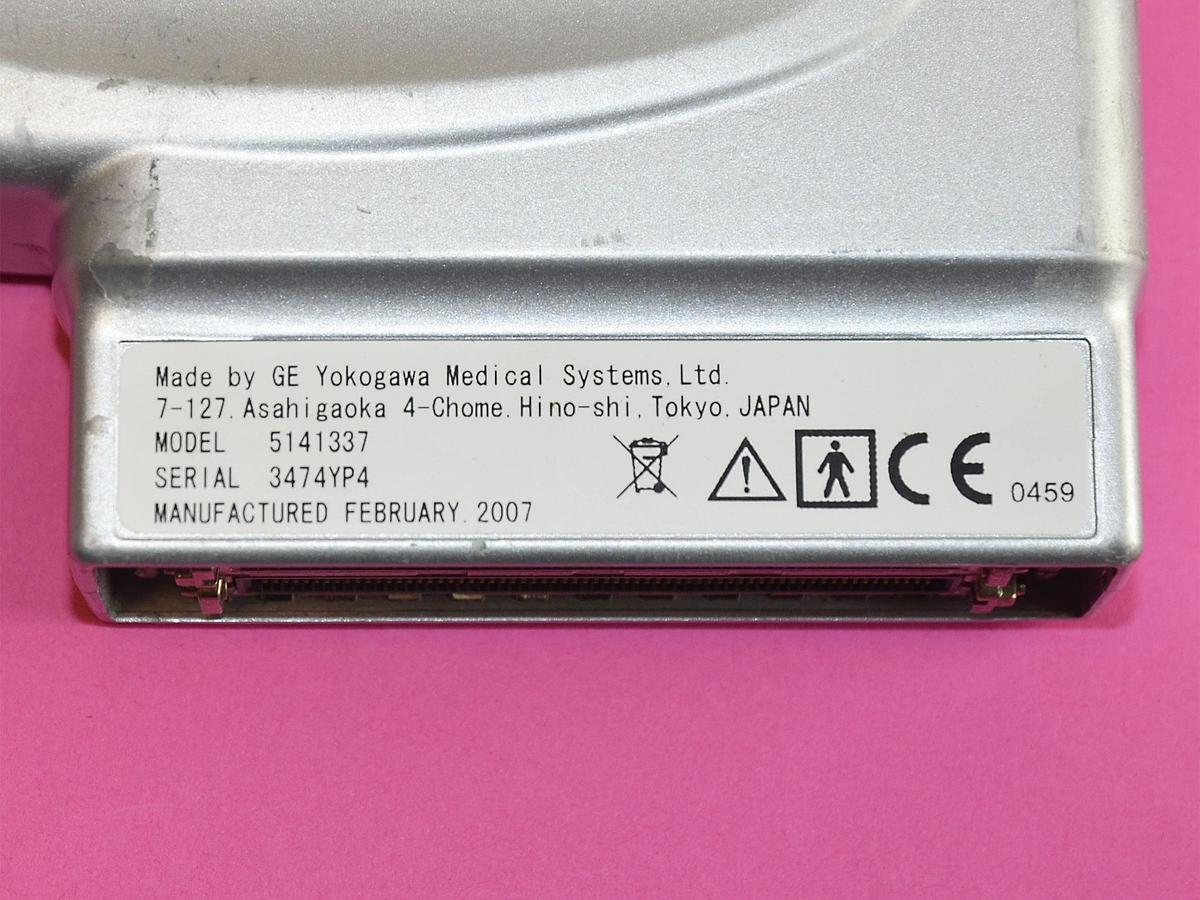 Made by GE Yokogawa Medical Systems,Ltd.
7-127.Asahigaoka 4-Chome.Hino-shi,Tokyo,JAPAN
MODEL 5141337
SERIAL 3474YP4
MANUFACTURED FEBRUARY. 2007
CE 0459